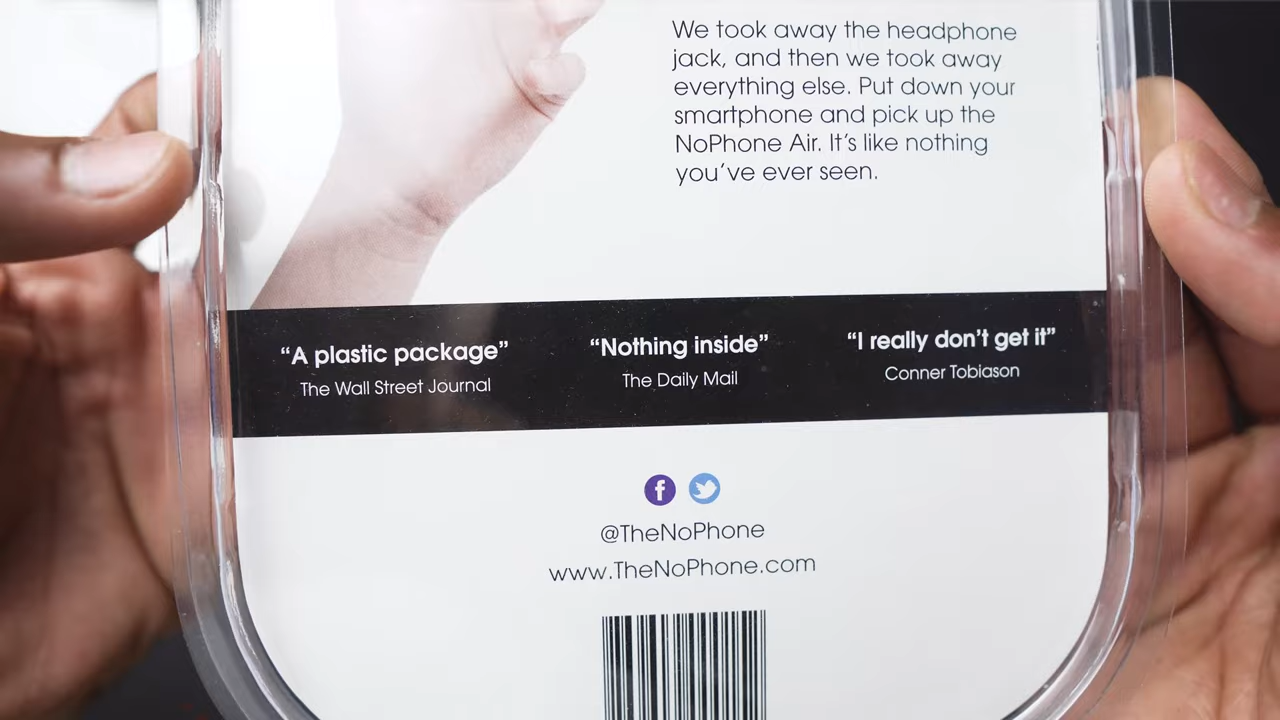 We took away the headphone
jack, and then we took away
everything else. Put down your
smartphone and pick up the
NoPhone Air. It's like nothing
you've ever seen.
“A plastic package”
The Wall Street Journal
“Nothing inside”
The Daily Mail
“I really don't get it”
Conner Tobiason
@TheNoPhone
www.TheNoPhone.com